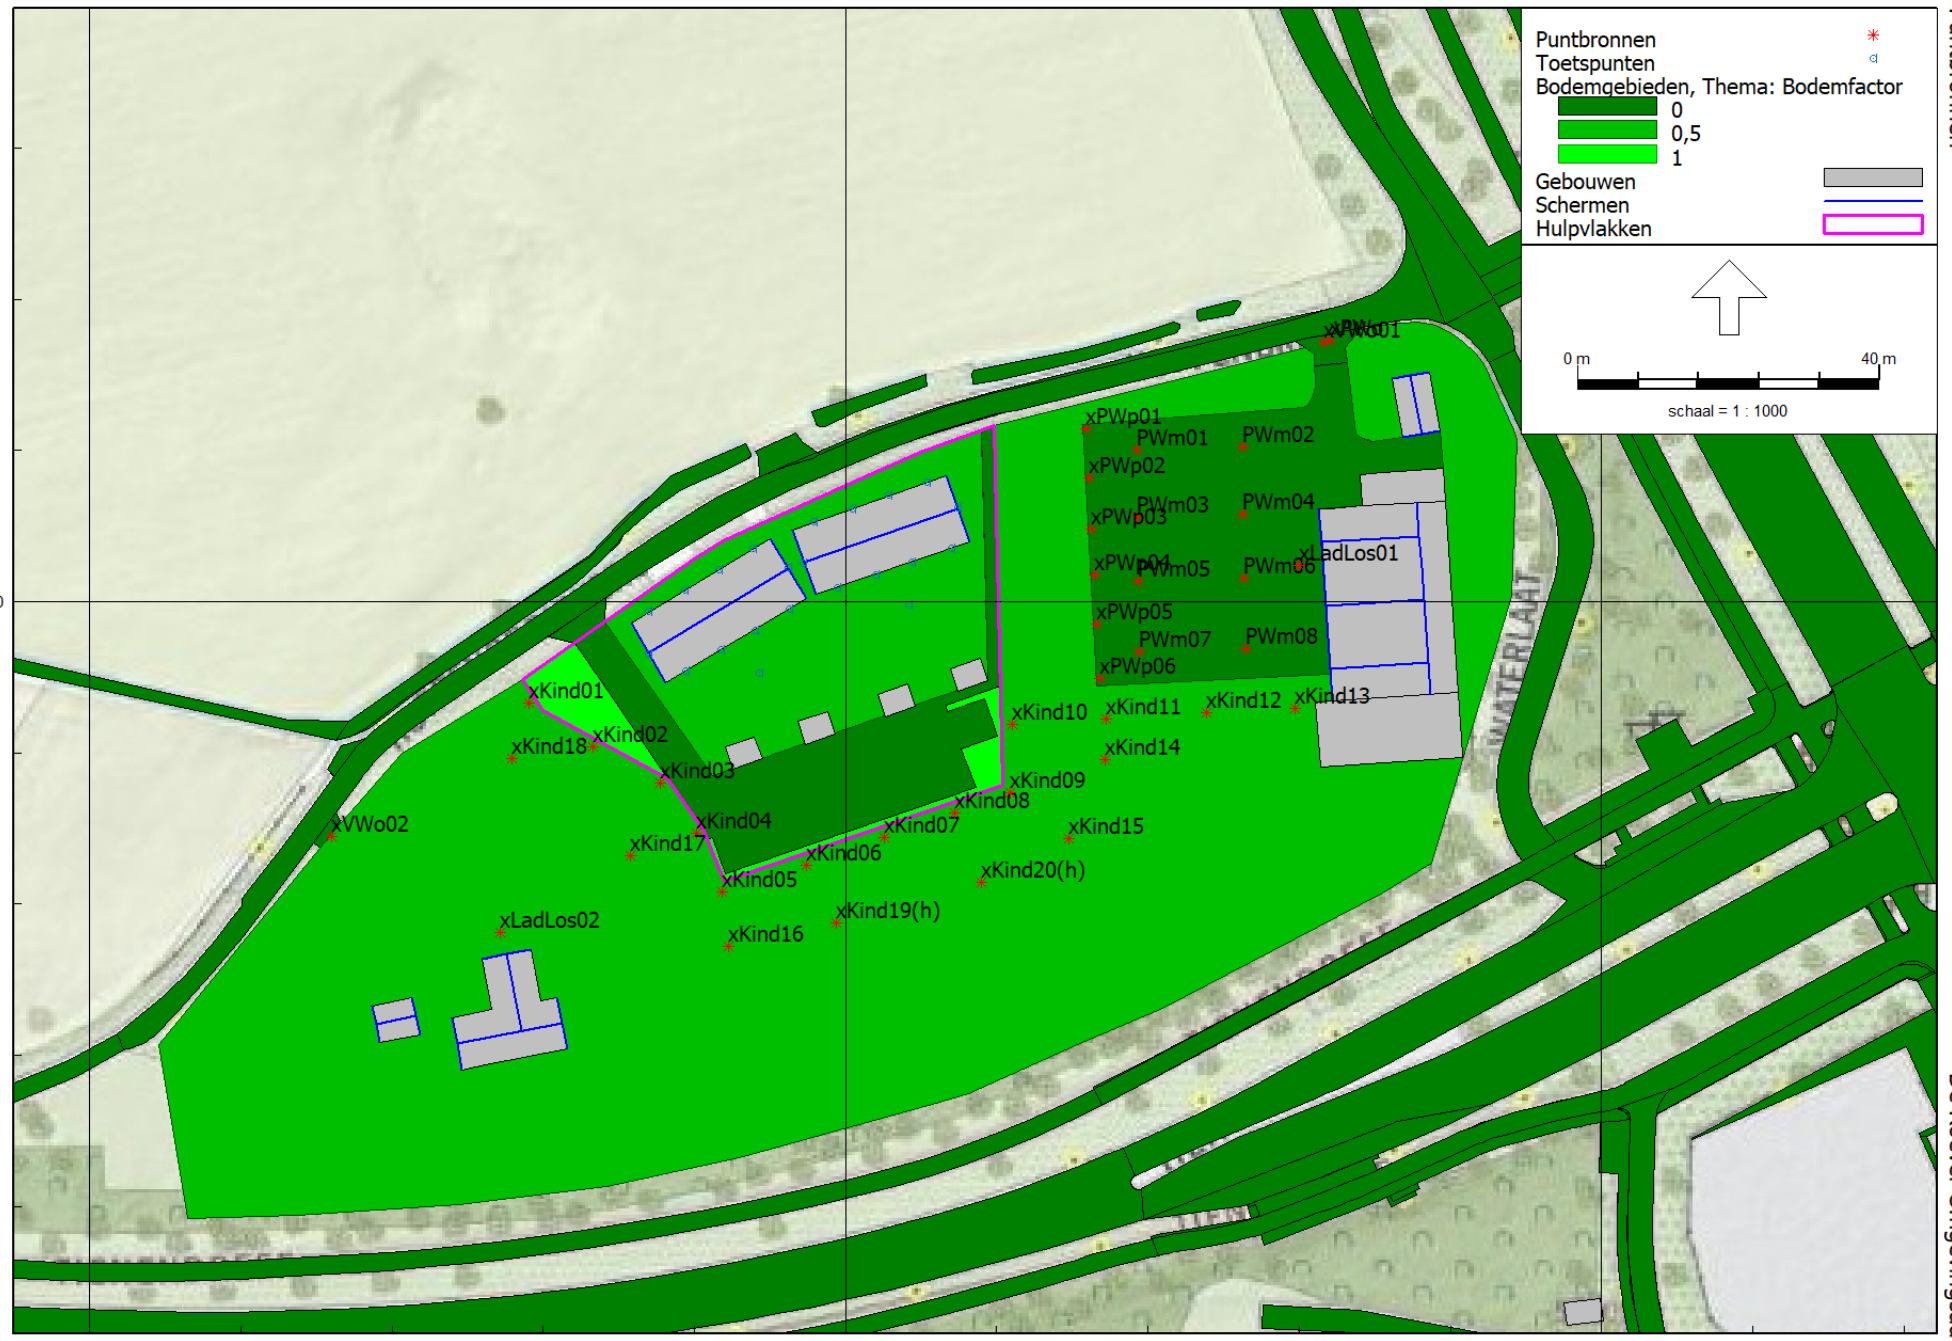 Puntbronnen
Toetspunten
Bodemgebieden, Thema: Bodemfactor
0
0,5
1
Gebouwen
Schermen
Hulpvlakken
0 m
40 m
schaal = 1 : 1000
xVWo01
xPWp01
PWm01
PWm02
xPWp02
PWm03
PWm04
xPWp03
xLadLos01
xPWp04
PWm05
PWm06
0
xPWp05
PWm07
PWm08
xPWp06
xKind01
xKind10
xKind11
xKind12
xKind13
xKind18
xKind02
xKind14
xKind03
xKind09
xKind08
xVWo02
xKind04
xKind07
xKind15
xKind17
xKind06
xKind20(h)
xKind05
xLadLos02
xKind19(h)
xKind16
WATERLAAT